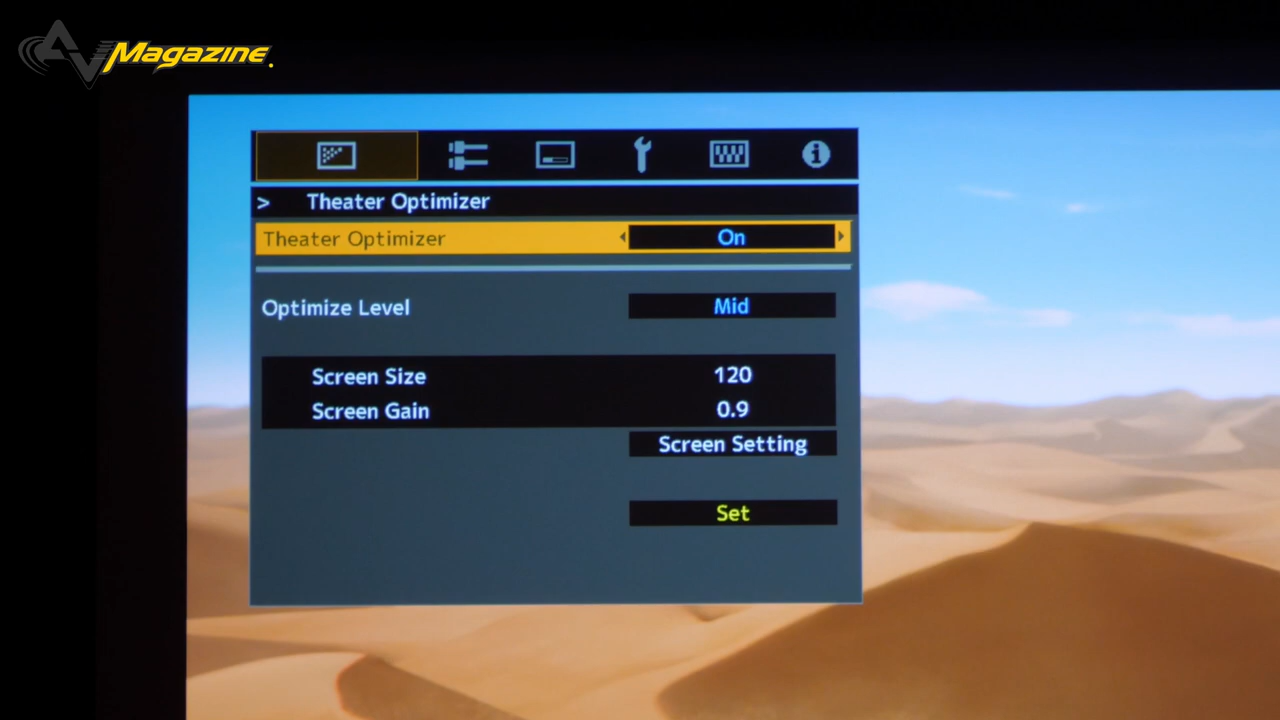 AV Magazine.
> Theater Optimizer
Theater Optimizer On
Optimize Level Mid
Screen Size 120
Screen Gain 0.9
Screen Setting
Set